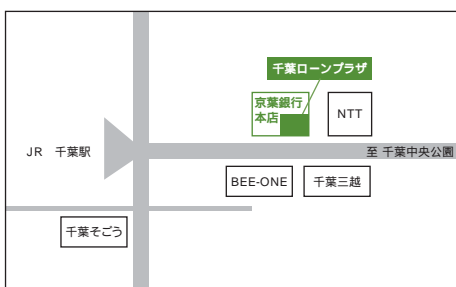 千葉ローンプラザ
京葉銀行
本店
NTT
JR 千葉駅
至 千葉中央公園
BEE-ONE
千葉三越
千葉そごう